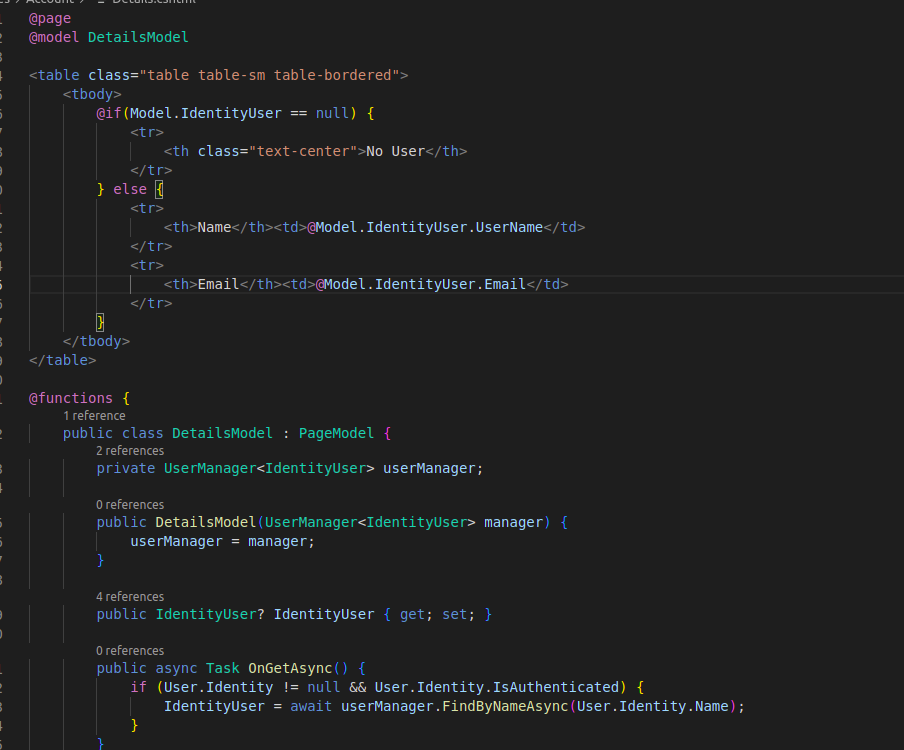 Account > Details.cshtml
@page
@model DetailsModel
<table class="table table-sm table-bordered">
<tbody>
@if(Model.IdentityUser == null) {
<tr>
<th class="text-center">No User</th>
</tr>
} else {
<tr>
<th>Name</th><td>@Model.IdentityUser.UserName</td>
</tr>
<tr>
<th>Email</th><td>@Model.IdentityUser.Email</td>
</tr>
}
</tbody>
</table>
@functions {
1 reference
public class DetailsModel : PageModel {
2 references
private UserManager<IdentityUser> userManager;
0 references
public DetailsModel(UserManager<IdentityUser> manager) {
userManager = manager;
}
4 references
public IdentityUser? IdentityUser { get; set; }
0 references
public async Task OnGetAsync() {
if (User.Identity != null && User.Identity.IsAuthenticated) {
IdentityUser = await userManager.FindByNameAsync(User.Identity.Name);
}
}